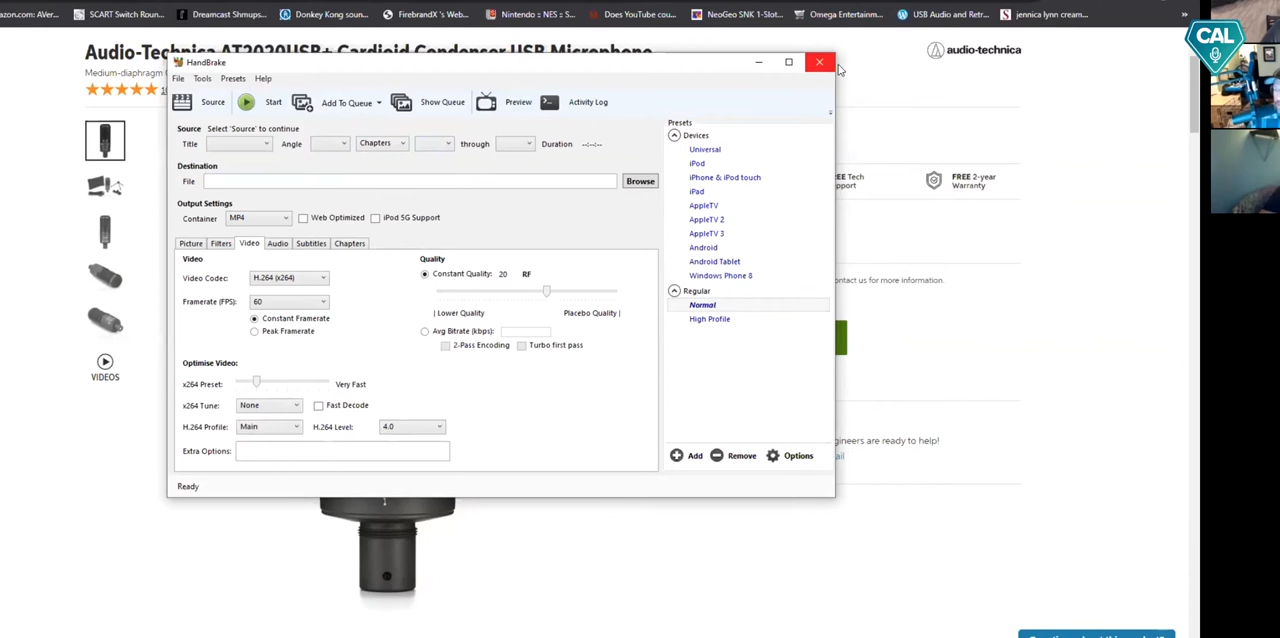 azon.com: AVer...
SCART Switch Roun...
Dreamcast Shmups...
Donkey Kong soun...
FirebrandX 's Web...
Nintendo ÷ NES ÷ S...
Does YouTube cou...
NeoGeo SNK 1-Slot...
Omega Entertainm...
USB Audio and Retr...
jennica lynn cream...
»
CAL
Audio-Technica AT2020USB+ Cardioid Condenser USB Microphone
audio-technica
Medium-diaphragm
HandBrake
File Tools Presets Help
Source Start Add To Queue Show Queue Preview Activity Log
Source Select 'Source' to continue
Title Angle Chapters through Duration --:--:--
Destination
File Browse
Output Settings
Container MP4 Web Optimized iPod 5G Support
Picture Filters Video Audio Subtitles Chapters
Video
Video Codec: H.264 (x264)
Framerate (FPS): 60
Constant Framerate
Peak Framerate
Quality
Constant Quality: 20 RF
| Lower Quality Placebo Quality |
Avg Bitrate (kbps):
2-Pass Encoding Turbo first pass
Optimise Video:
x264 Preset: Very Fast
x264 Tune: None Fast Decode
H.264 Profile: Main H.264 Level: 4.0
Extra Options:
Presets
Devices
Universal
iPod
iPhone & iPod touch
iPad
AppleTV
AppleTV 2
AppleTV 3
Android
Android Tablet
Windows Phone 8
Regular
Normal
High Profile
Add Remove Options
Ready
EE Tech
pport
FREE 2-year
Warranty
ontact us for more information.
gineers are ready to help!
ail
VIDEOS